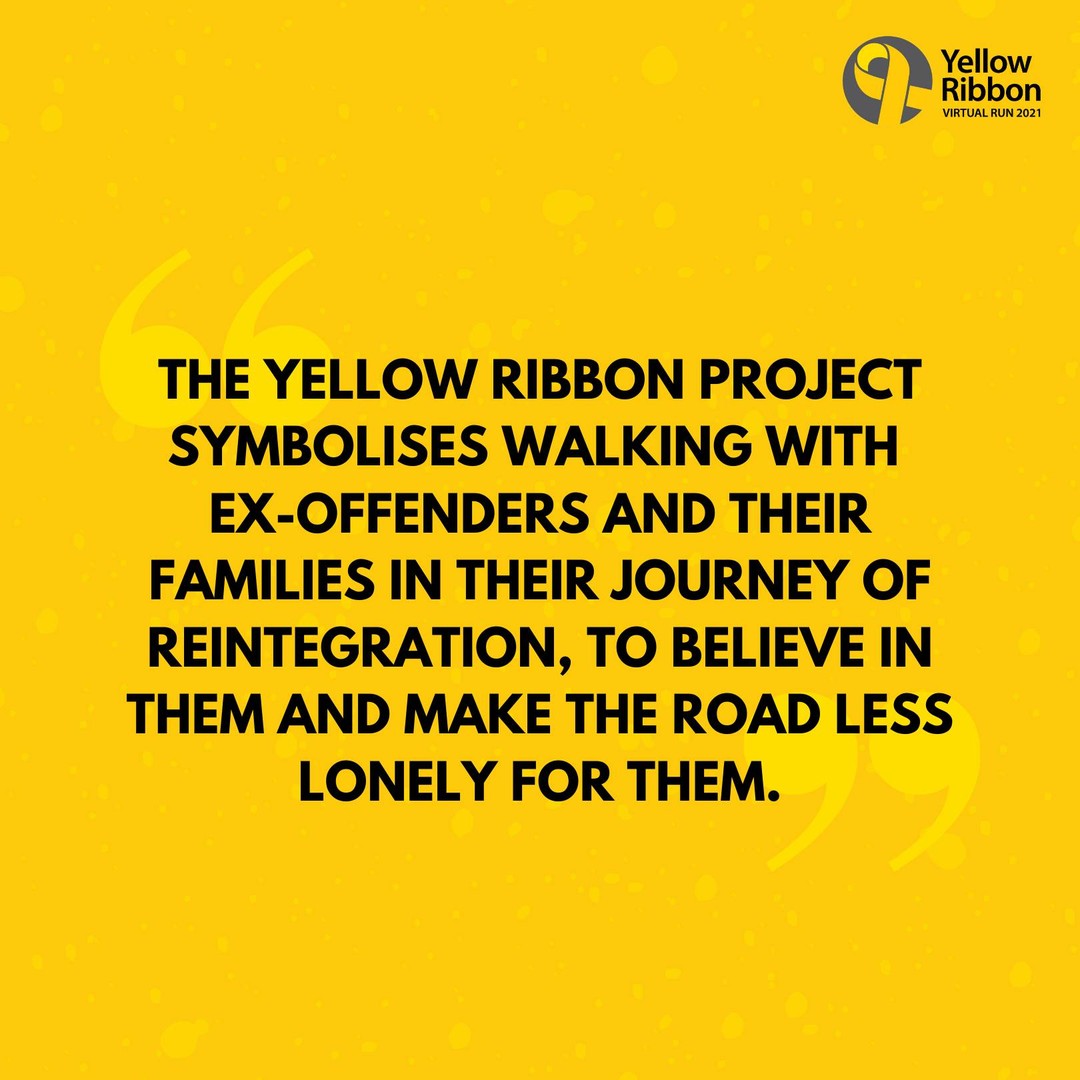 Yellow
Ribbon
VIRTUAL RUN 2021
THE YELLOW RIBBON PROJECT
SYMBOLISES WALKING WITH
EX-OFFENDERS AND THEIR
FAMILIES IN THEIR JOURNEY OF
REINTEGRATION, TO BELIEVE IN
THEM AND MAKE THE ROAD LESS
LONELY FOR THEM.